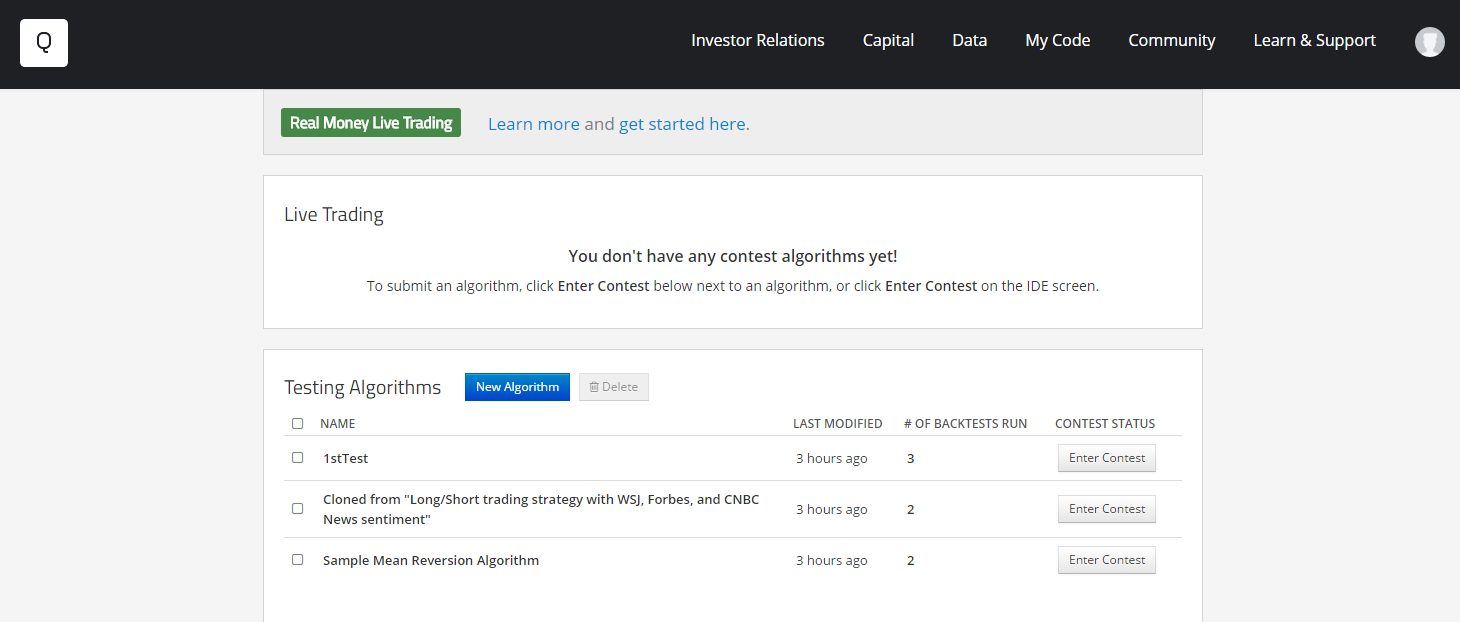 Q
Investor Relations Capital Data My Code Community Learn & Support
Real Money Live Trading Learn more and get started here.
Live Trading
You don't have any contest algorithms yet!
To submit an algorithm, click Enter Contest below next to an algorithm, or click Enter Contest on the IDE screen.
Testing Algorithms New Algorithm Delete
NAME LAST MODIFIED # OF BACKTESTS RUN CONTEST STATUS
1stTest 3 hours ago 3 Enter Contest
Cloned from "Long/Short trading strategy with WSJ, Forbes, and CNBC
News sentiment" 3 hours ago 2 Enter Contest
Sample Mean Reversion Algorithm 3 hours ago 2 Enter Contest